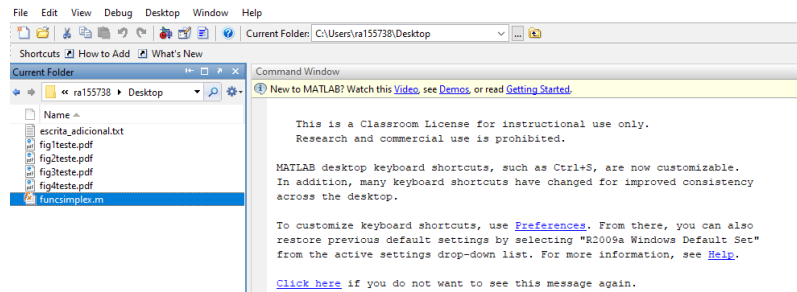 File Edit View Debug Desktop Window Help
Current Folder: C:\Users\ra155738\Desktop
Shortcuts How to Add What's New
Current Folder
« ra155738 Desktop
Name
escrita_adicional.txt
fig1teste.pdf
fig2teste.pdf
fig3teste.pdf
fig4teste.pdf
funcsimplex.m
Command Window
New to MATLAB? Watch this Video, see Demos, or read Getting Started.
This is a Classroom License for instructional use only.
Research and commercial use is prohibited.
MATLAB desktop keyboard shortcuts, such as Ctrl+S, are now customizable.
In addition, many keyboard shortcuts have changed for improved consistency
across the desktop.
To customize keyboard shortcuts, use Preferences. From there, you can also
restore previous default settings by selecting "R2009a Windows Default Set"
from the active settings drop-down list. For more information, see Help.
Click here if you do not want to see this message again.